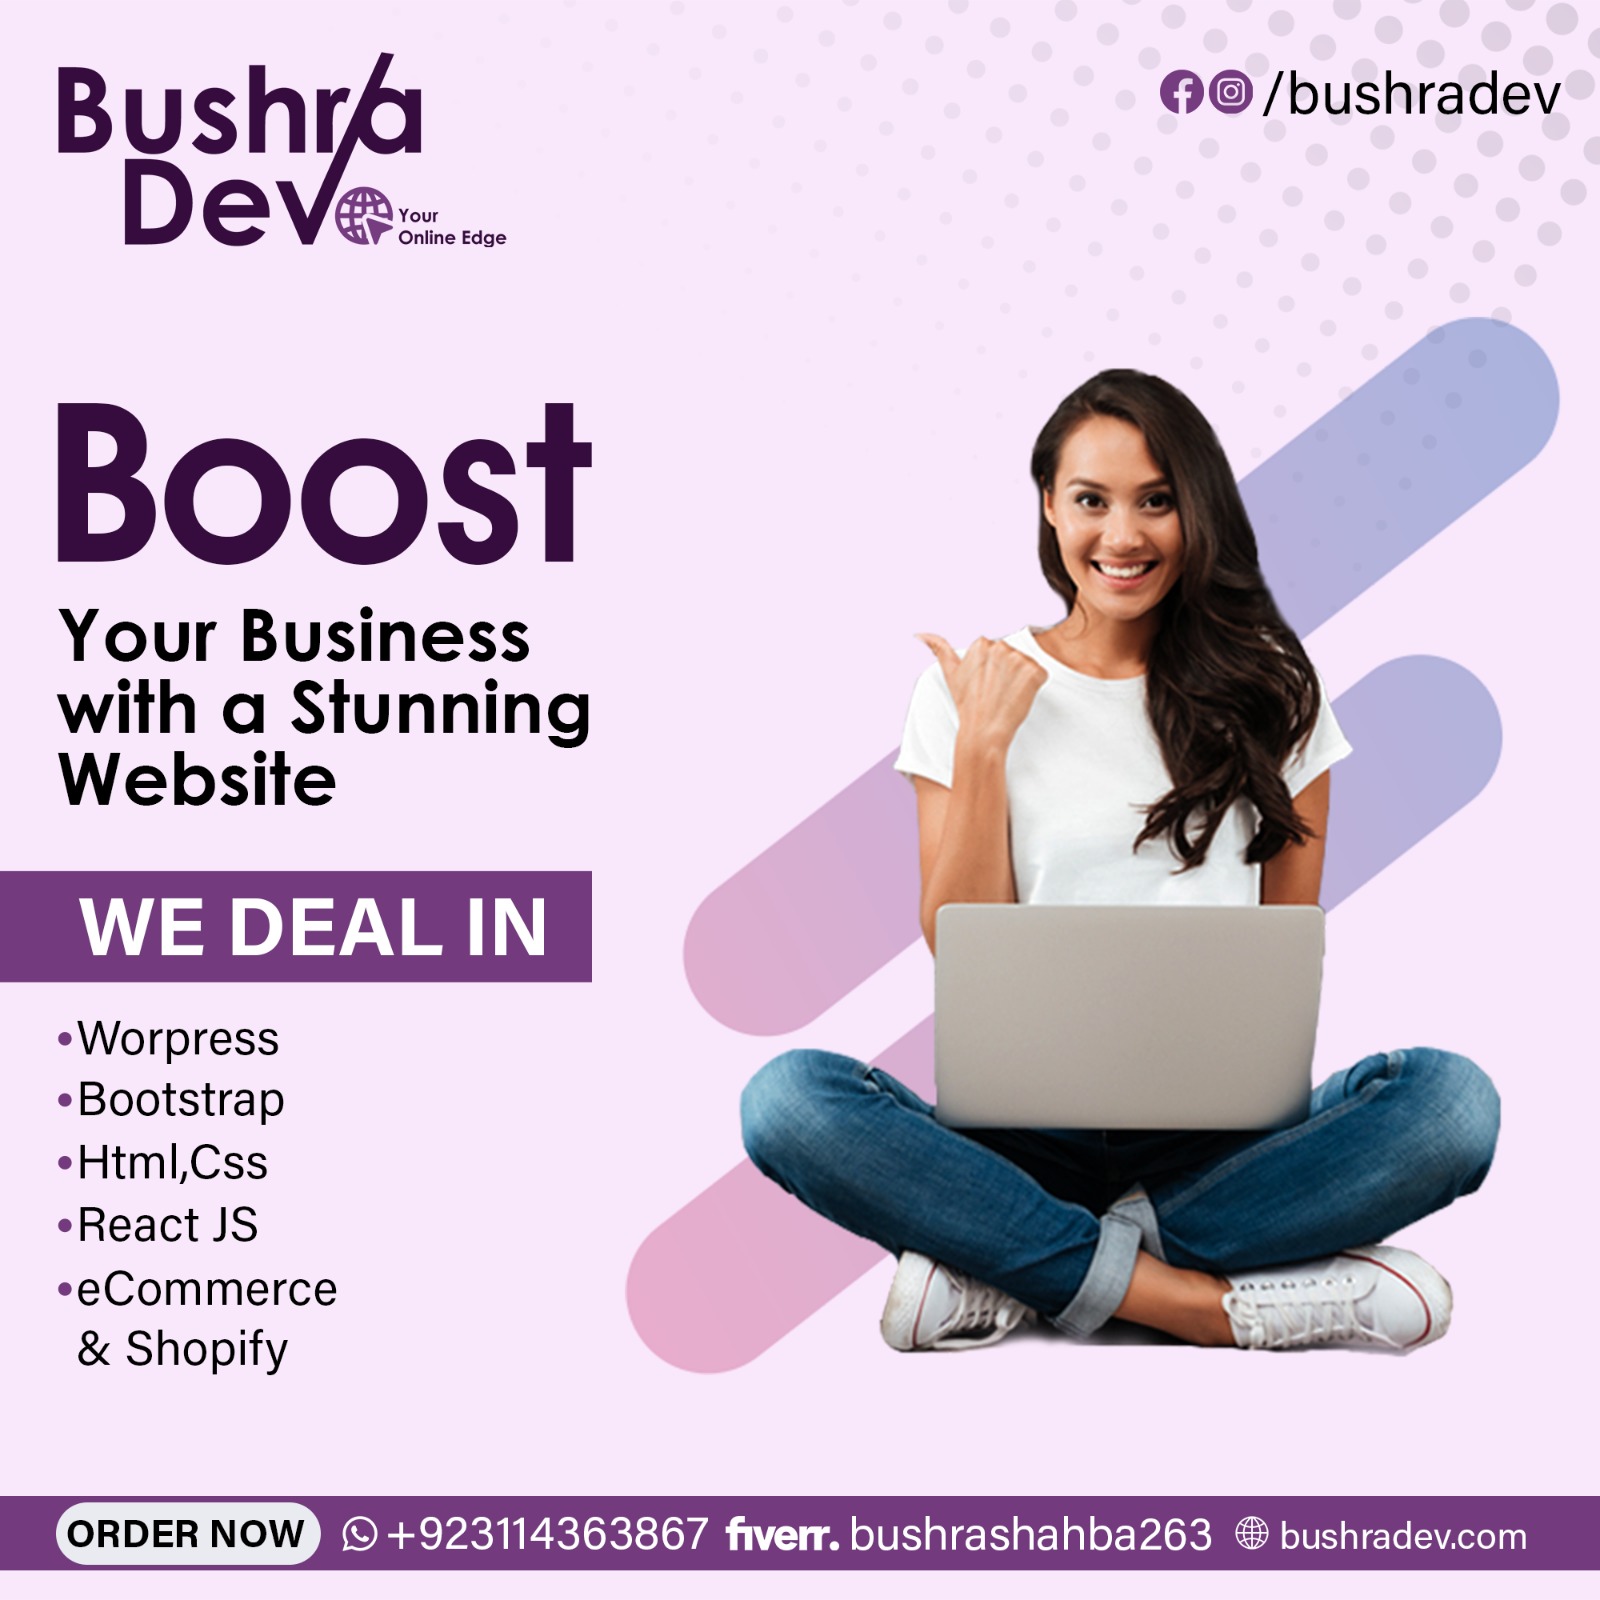 Bushra
Dev
Your
Online Edge
/bushradev
Boost
Your Business
with a Stunning
Website
WE DEAL IN
•Worpress
•Bootstrap
•Html,Css
•React JS
•eCommerce
& Shopify
ORDER NOW +923114363867 fiverr. bushrashahba263 bushradev.com